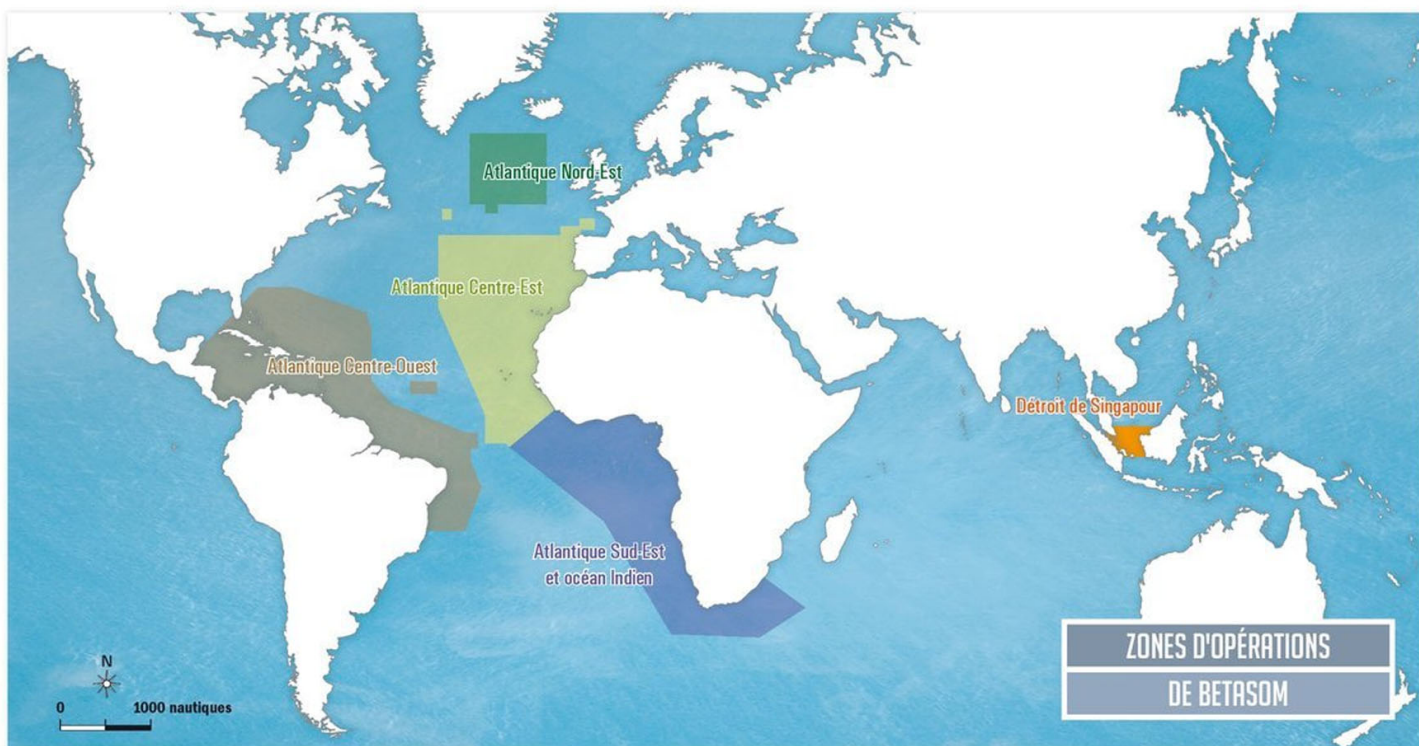 Atlantique Nord-Est
Atlantique Centre-Est
Atlantique Centre-Ouest
Détroit de Singapour
Atlantique Sud-Est
et océan Indien
ZONES D'OPÉRATIONS
DE BETASOM
N
0 1000 nautiques